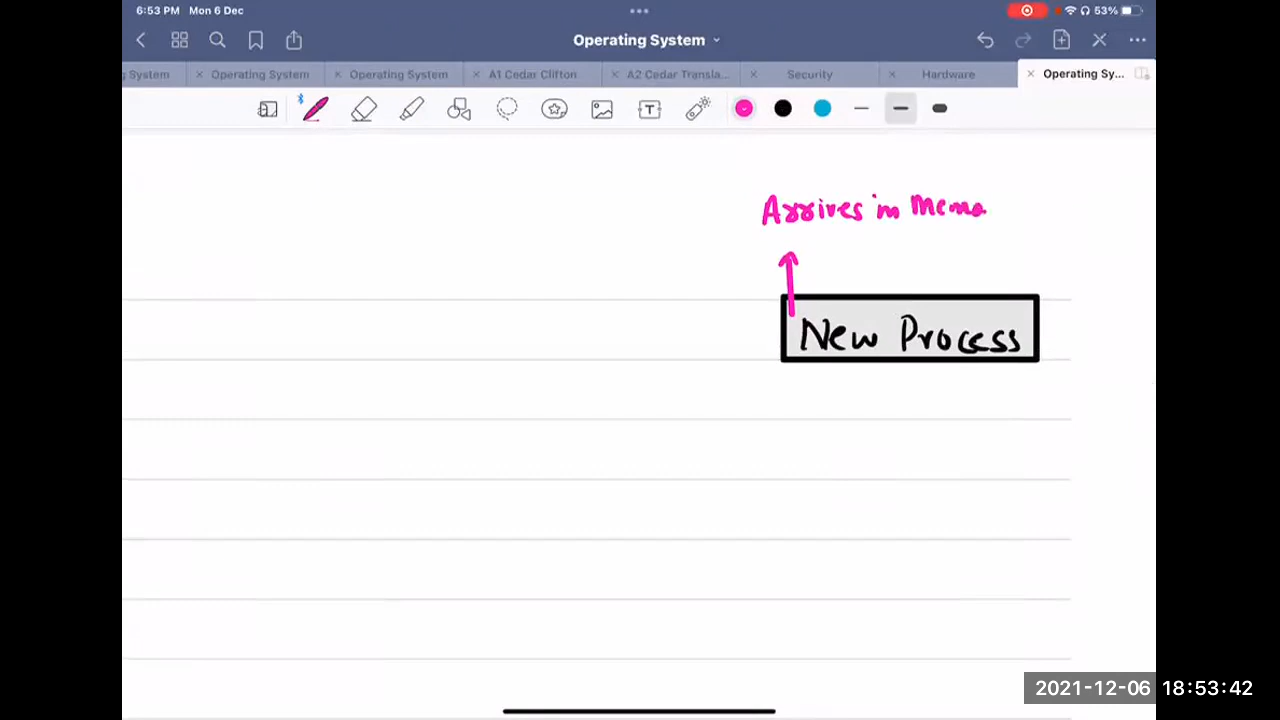 6:53 PM Mon 6 Dec
53%
Operating System
g System
Operating System
Operating System
A1 Cedar Clifton
A2 Cedar Transla...
Security
Hardware
Operating Sy...
T
Arrives in Memo
New Process
2021-12-06 18:53:42